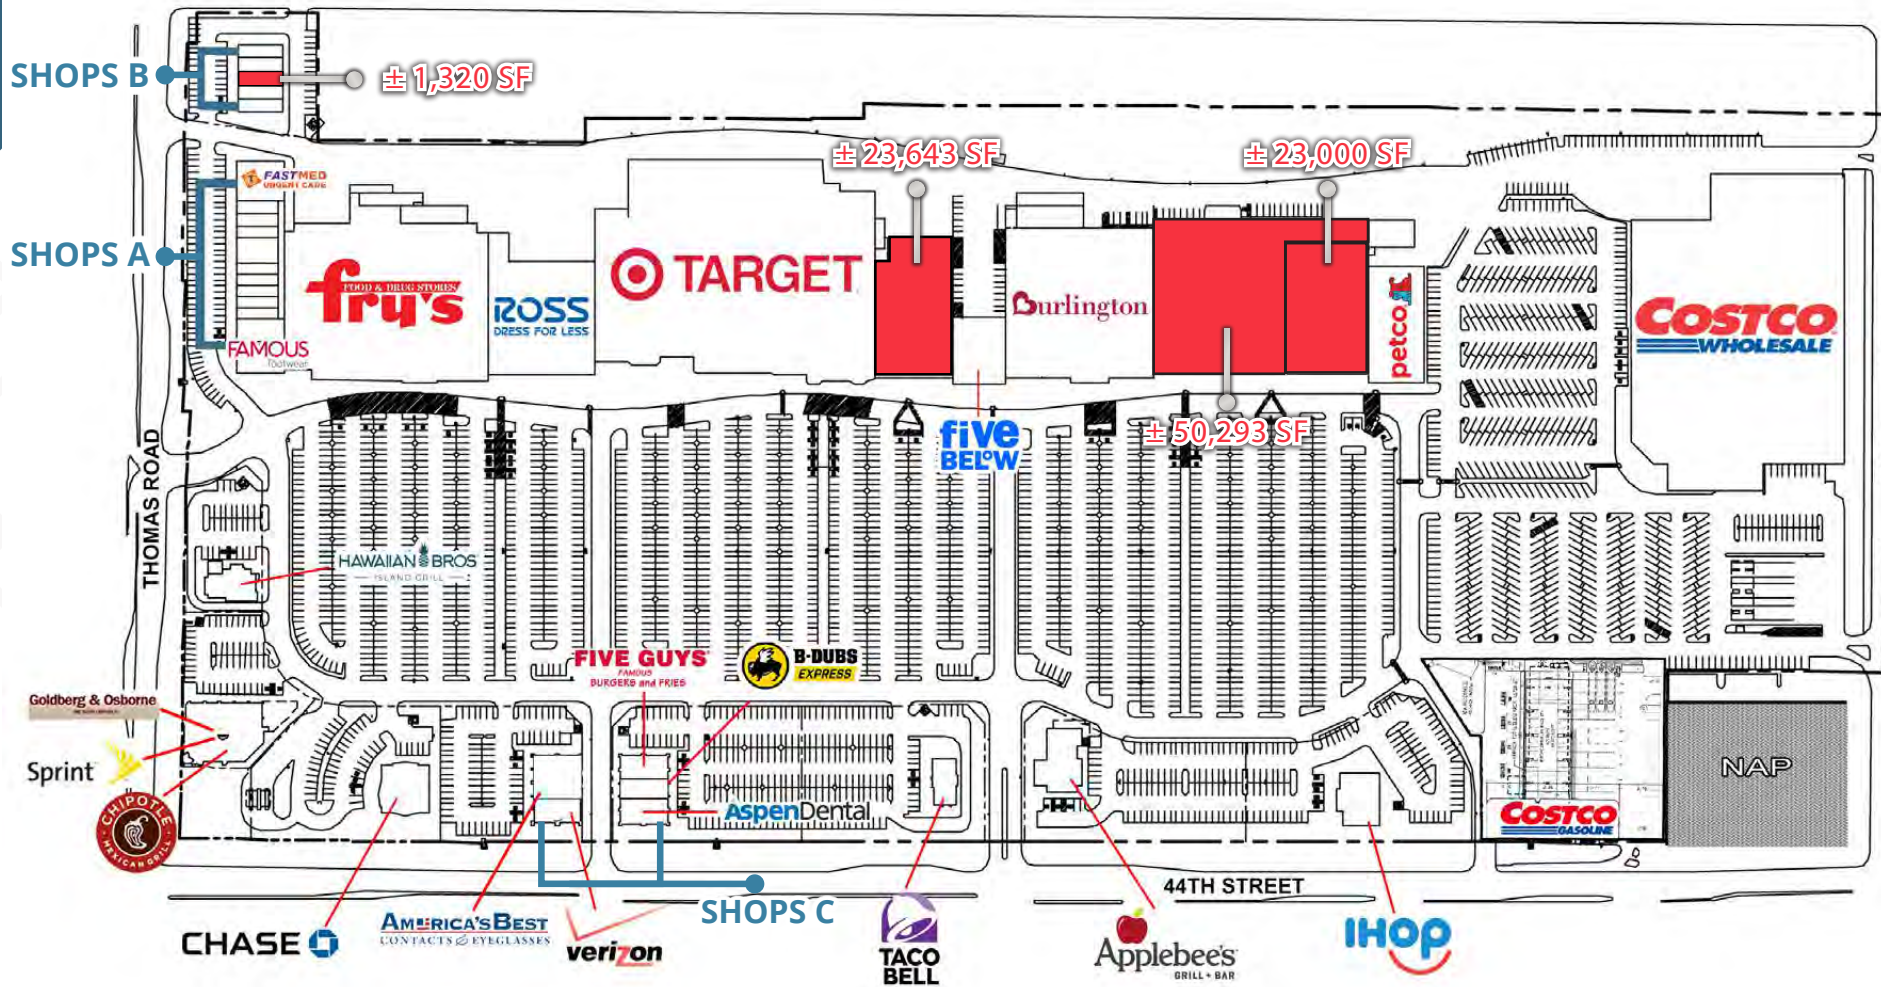 SHOPS B
± 1,320 SF
± 23,643 SF
± 23,000 SF
FASTMED
URGENT CARE
SHOPS A
fry's
FOOD & DRUG STORES
ROSS
DRESS FOR LESS
TARGET
Burlington
petco
COSTCO
WHOLESALE
FAMOUS
footwear
± 50,293 SF
five
BEL°W
THOMAS ROAD
HAWAIIAN BROS
ISLAND GRILL
FIVE GUYS
FAMOUS
BURGERS and FRIES
B-DUBS
EXPRESS
Goldberg & Osborne
Sprint
CHIPOTLE
MEXICAN GRILL
AspenDental
NAP
COSTCO
GASOLINE
44TH STREET
SHOPS C
CHASE
AMERICA'S BEST
CONTACTS & EYEGLASSES
verizon
TACO
BELL
Applebee's
GRILL + BAR
IHOP